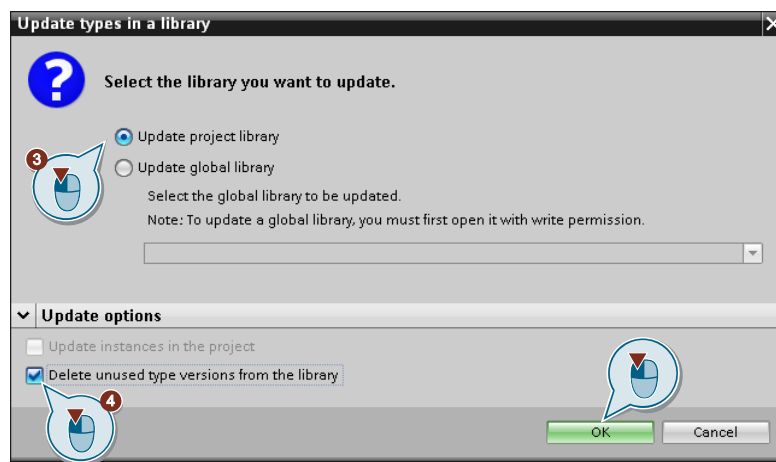 Update types in a library
Select the library you want to update.
Update project library
3
Update global library
Select the global library to be updated.
Note: To update a global library, you must first open it with write permission.
Update options
Update instances in the project
Delete unused type versions from the library
4
OK
Cancel